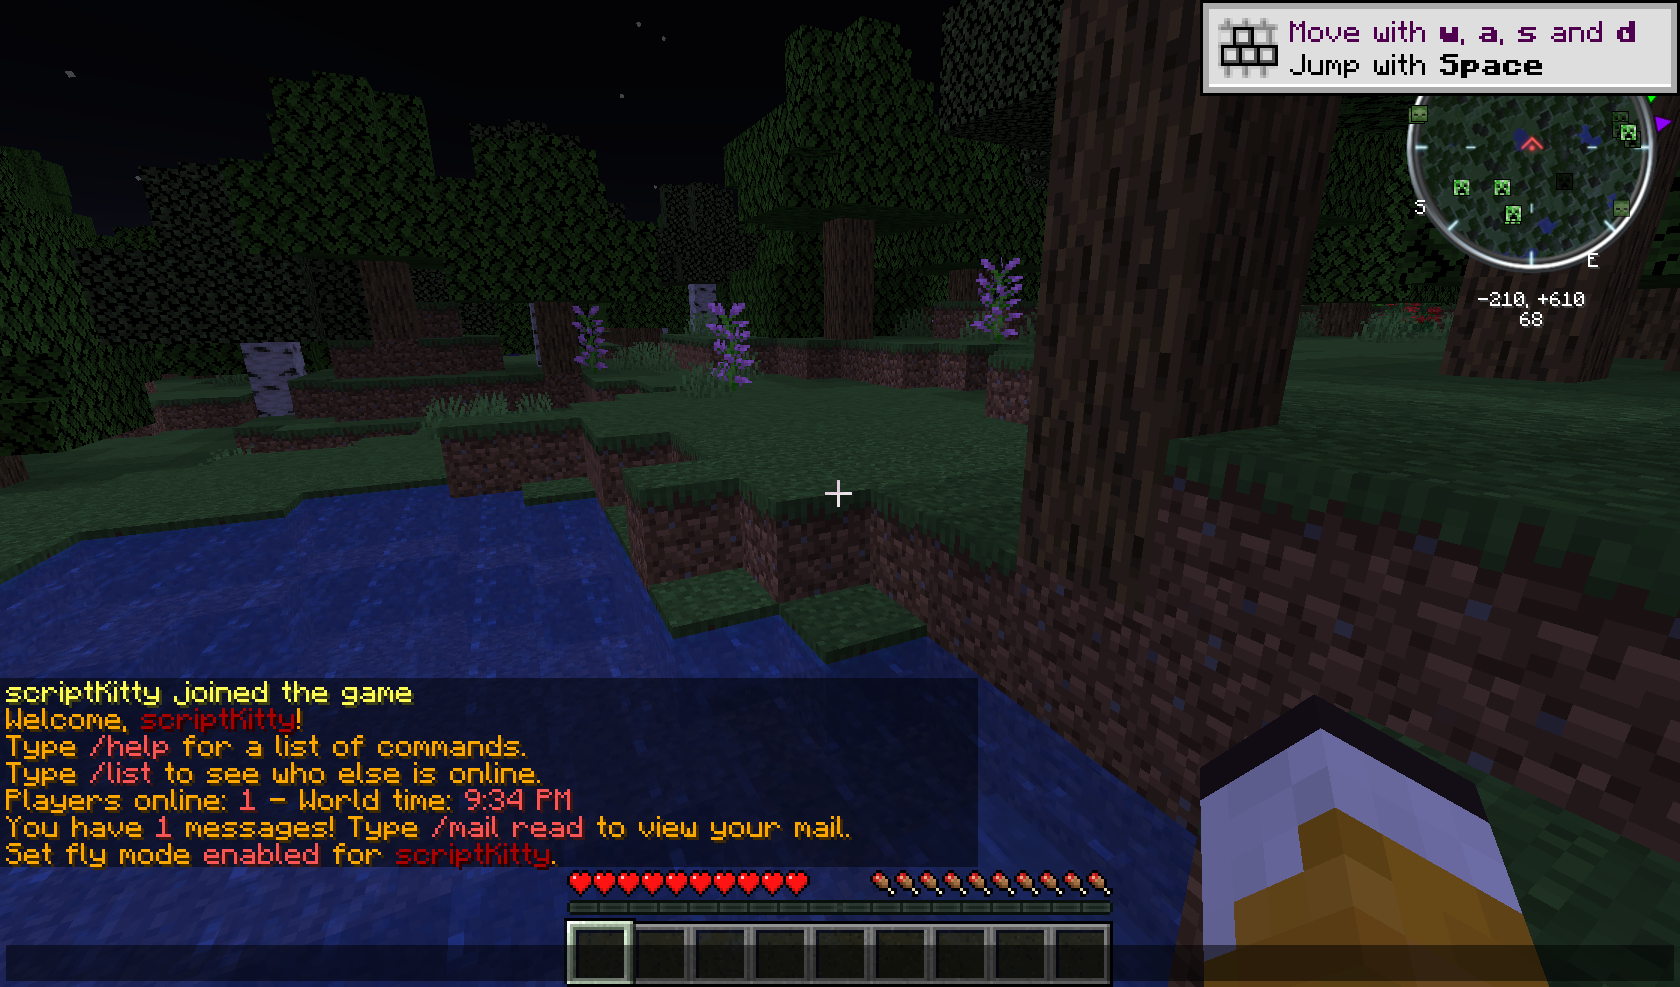 Move with w, a, s and d
Jump with Space
S
E
-210, +610
68
scriptKitty joined the game
Welcome, scriptKitty!
Type /help for a list of commands.
Type /list to see who else is online.
Players online: 1 - World time: 9:34 PM
You have 1 messages! Type /mail read to view your mail.
Set fly mode enabled for scriptKitty.